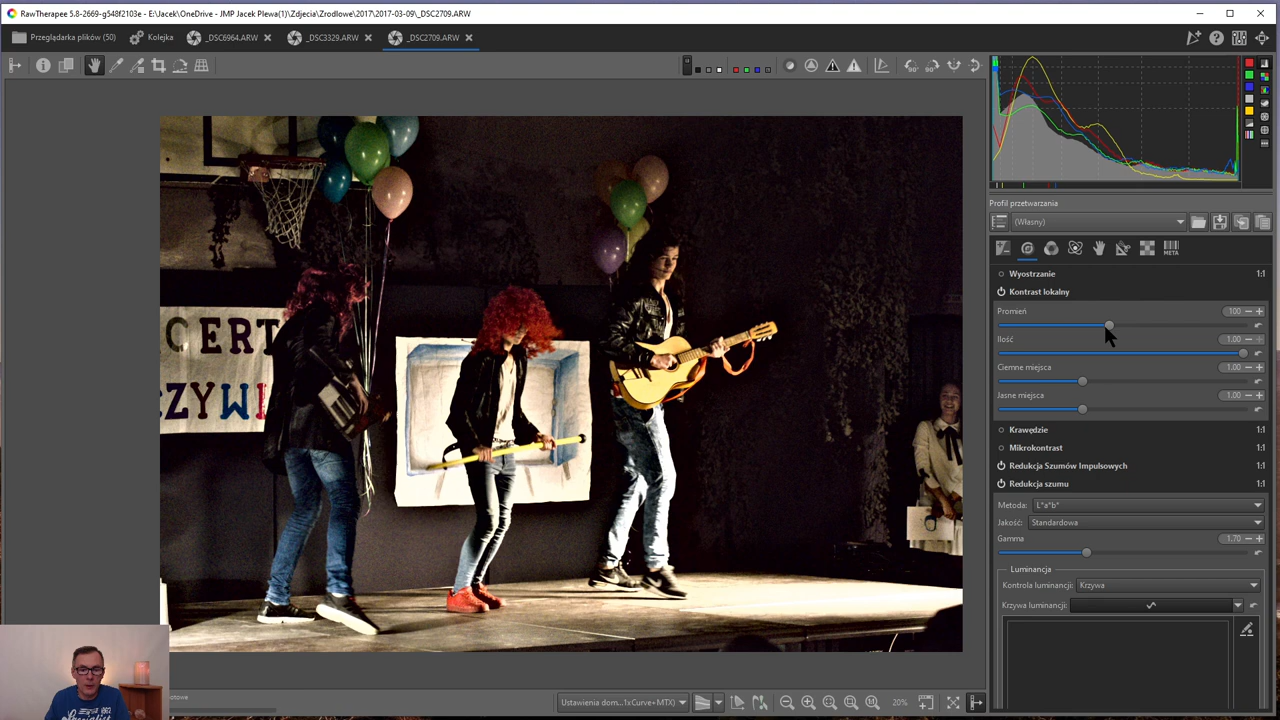 RawTherapee 5.8-2669-g548f2103e - E:\Jacek\OneDrive - JMP Jacek Plewa(1)\Zdjecia\Zrodlowe\2017\2017-03-09\_DSC2709.ARW
Przeglądarka plików (50)
Kolejka
_DSC6964.ARW
_DSC3329.ARW
_DSC2709.ARW
Profil przetwarzania
(Własny)
META
Wyostrzanie 1:1
Kontrast lokalny
Promień 100
Ilość 1.00
Ciemne miejsca 1.00
Jasne miejsca 1.00
Krawędzie 1:1
Mikrokontrast 1:1
Redukcja Szumów Impulsowych 1:1
Redukcja szumu 1:1
Metoda: L*a*b*
Jakość: Standardowa
Gamma 1.70
Luminancja
Kontrola luminancji: Krzywa
Krzywa luminancji:
CERT
CZYWI
otowe
Ustawienia dom...1xCurve+MTX)
20%